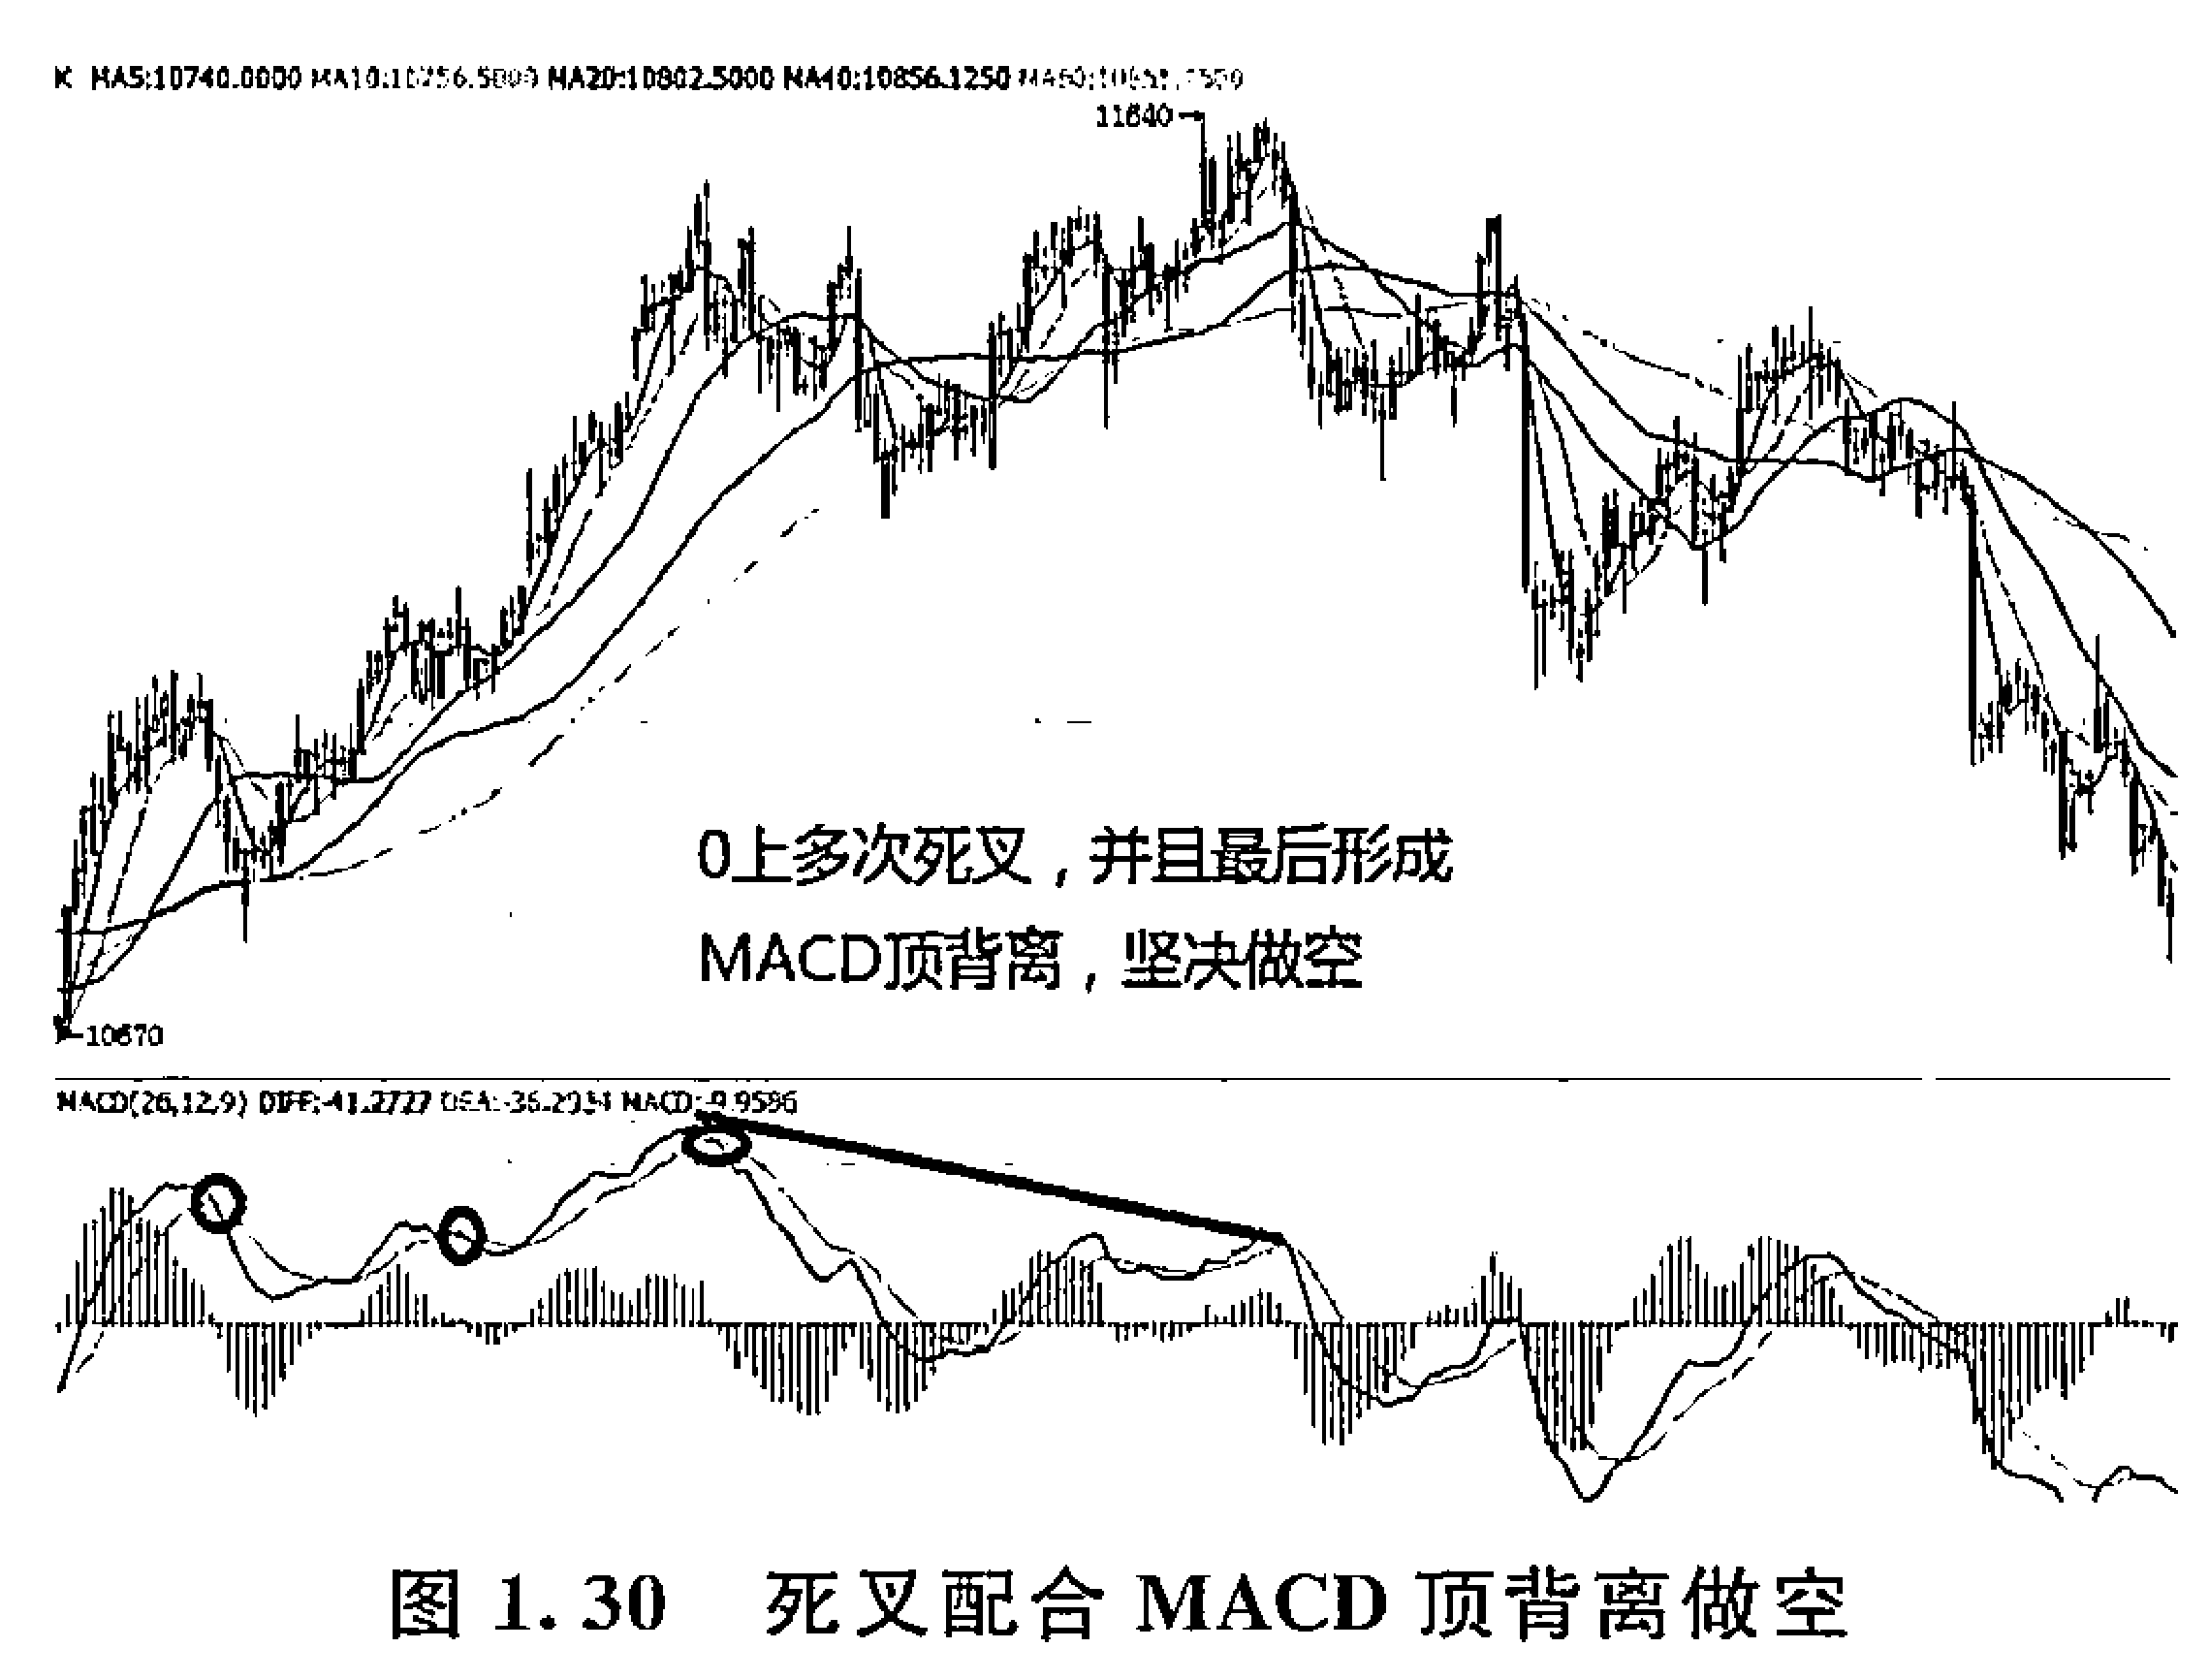 K MA5:10740.0000 MA20:10802.5000 MA40:10856.1250
11640
0上多次死叉，并且最后形成
MACD顶背离，坚决做空
10670
MACD(26,12,9) DIFF:-41.2727 MACD:-9.9586
图 1.30 死叉配合 MACD 顶背离做空